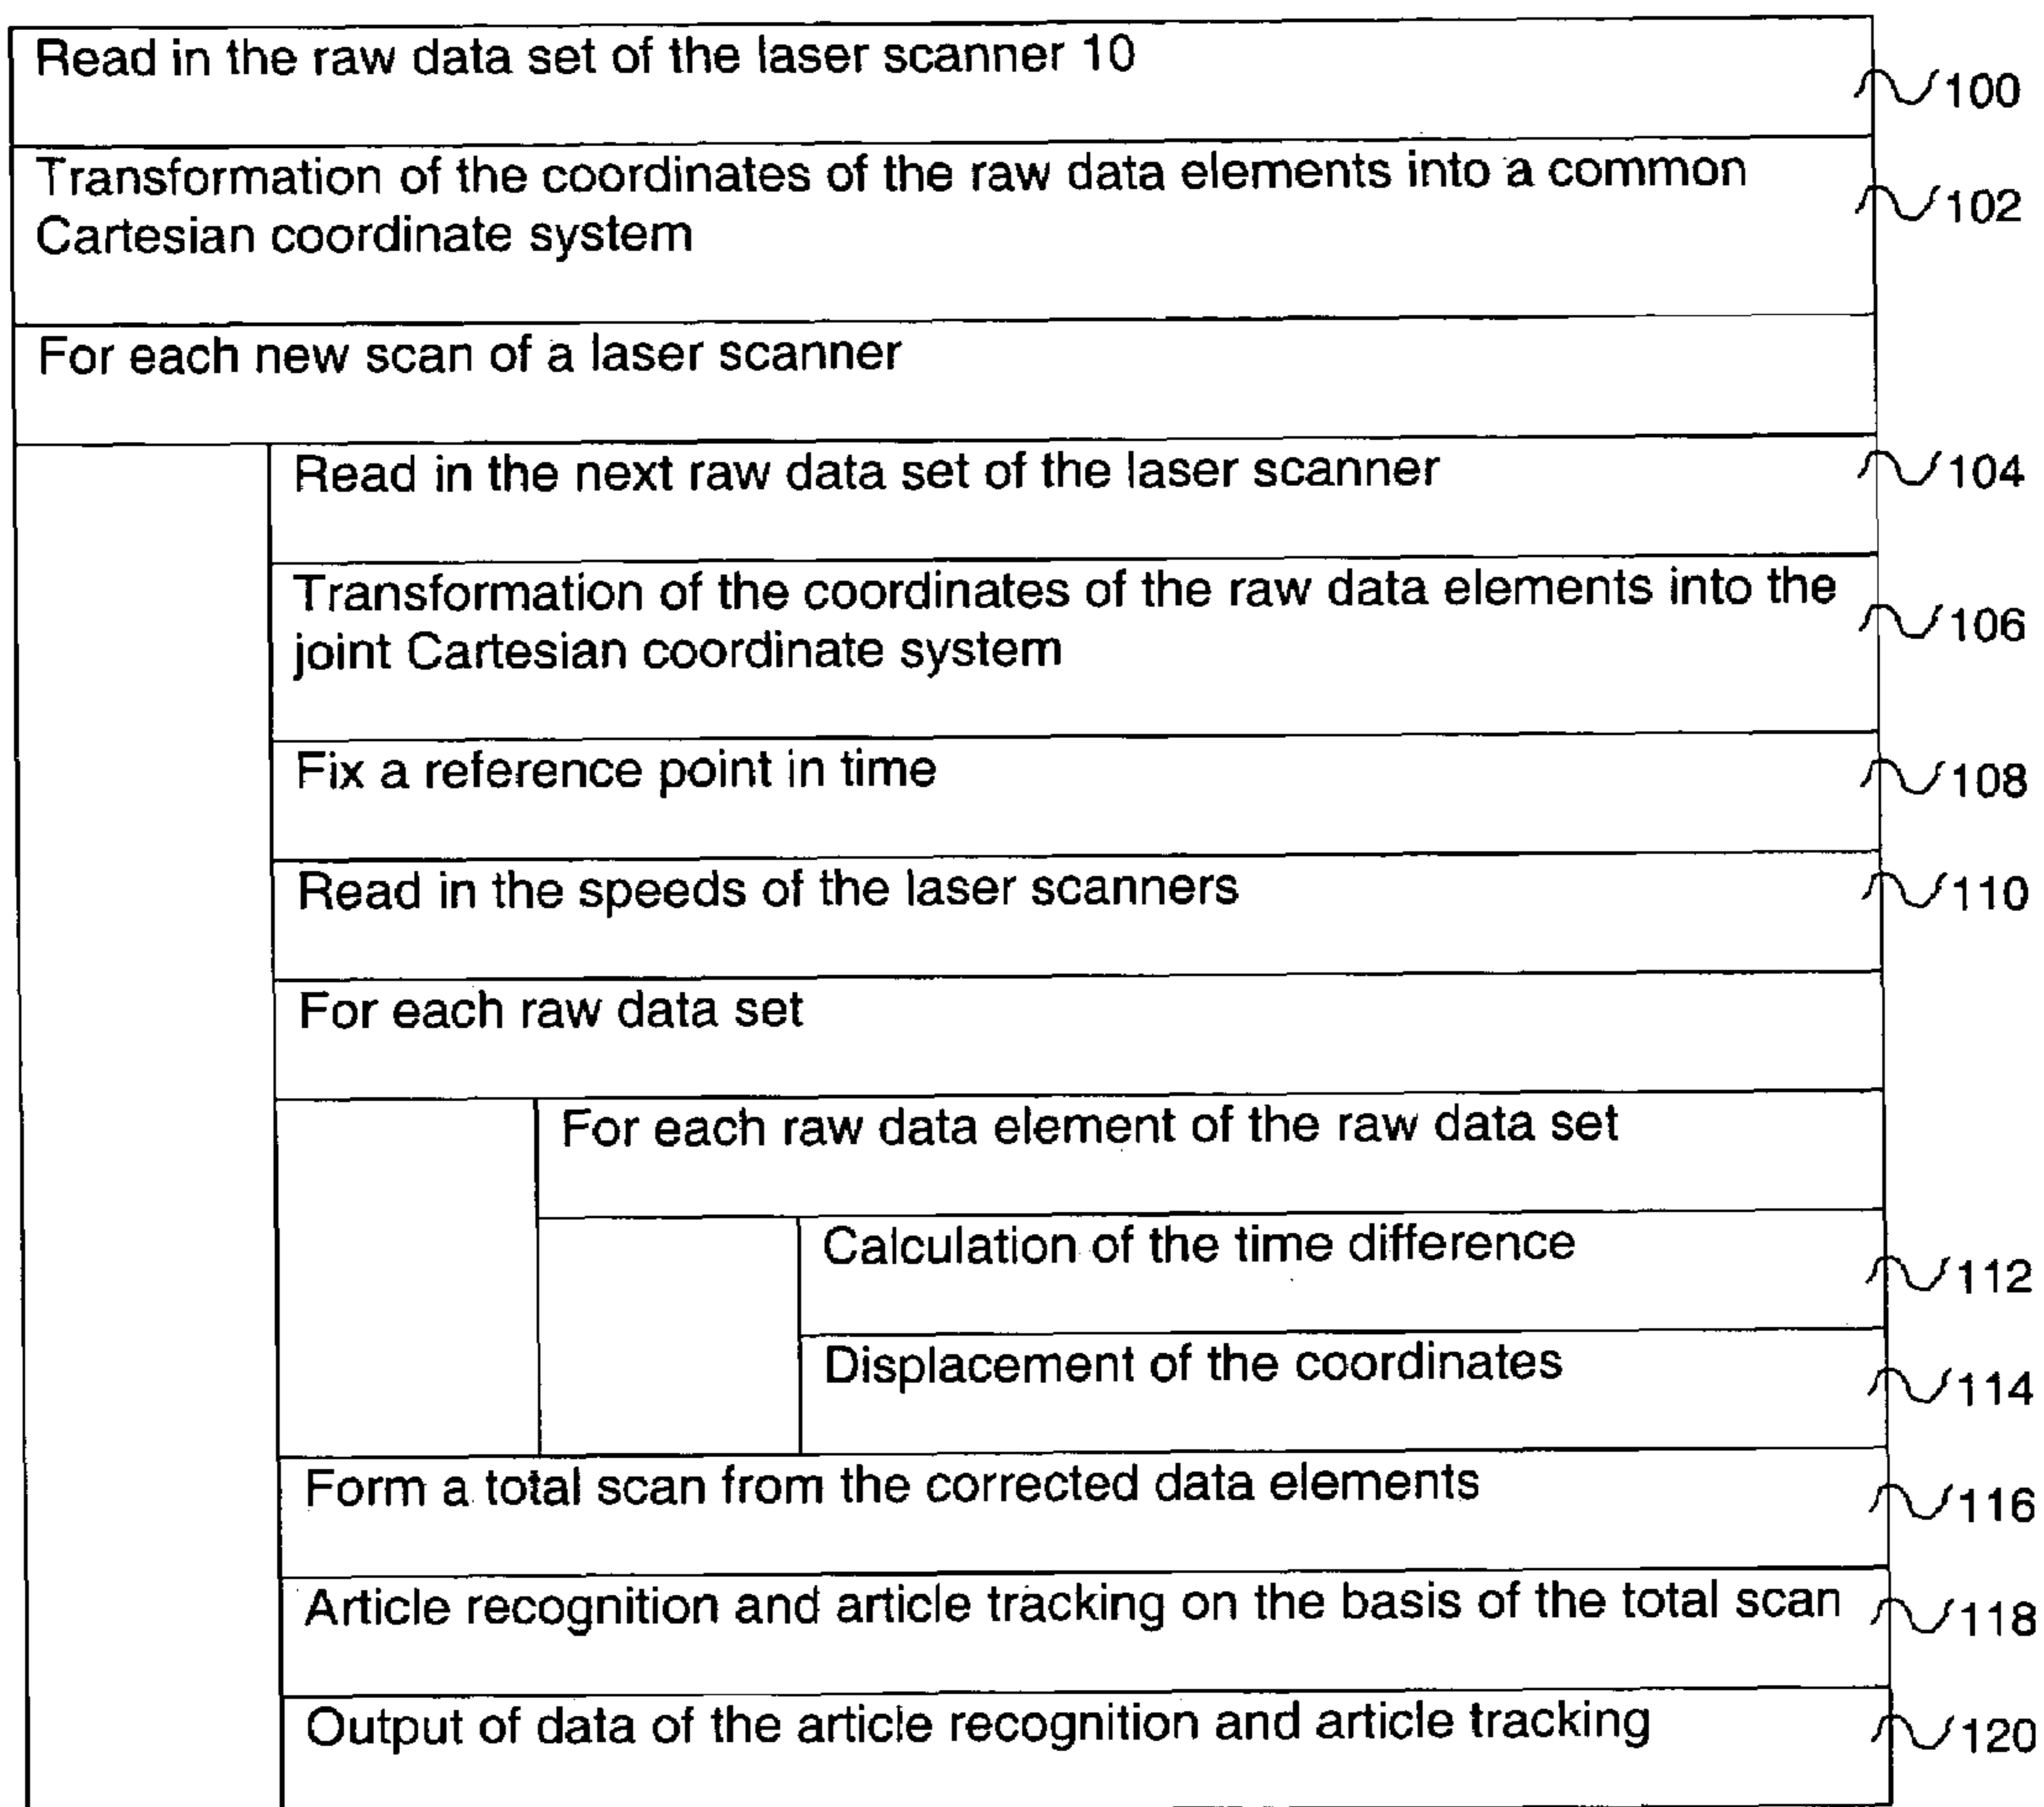 Read in the raw data set of the laser scanner 10
100
Transformation of the coordinates of the raw data elements into a common
Cartesian coordinate system
102
For each new scan of a laser scanner
Read in the next raw data set of the laser scanner
104
Transformation of the coordinates of the raw data elements into the
joint Cartesian coordinate system
106
Fix a reference point in time
108
Read in the speeds of the laser scanners
110
For each raw data set
For each raw data element of the raw data set
Calculation of the time difference
112
Displacement of the coordinates
114
Form a total scan from the corrected data elements
116
Article recognition and article tracking on the basis of the total scan
118
Output of data of the article recognition and article tracking
120